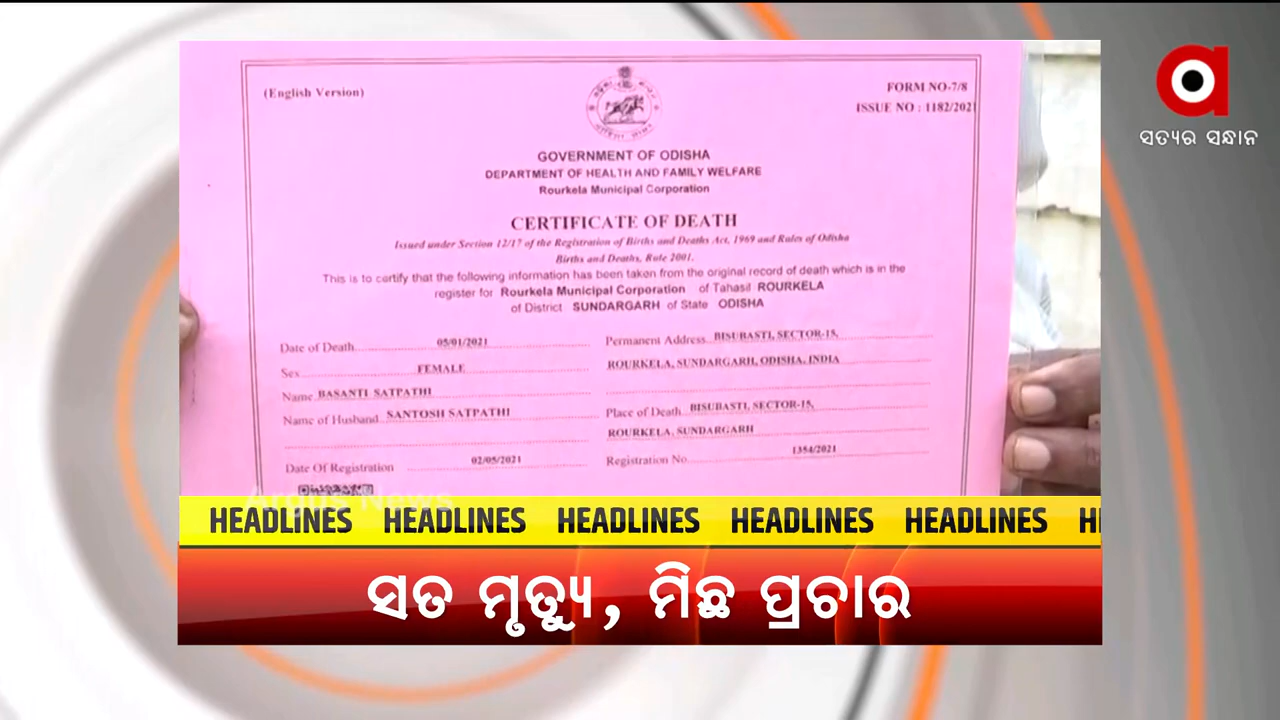 (English Version)
FORM NO-7/8
ISSUE NO : 1182/2021
ସତ୍ୟର ସନ୍ଧାନ
GOVERNMENT OF ODISHA
DEPARTMENT OF HEALTH AND FAMILY WELFARE
Rourkela Municipal Corporation
CERTIFICATE OF DEATH
Issued under Section 12/17 of the Registration of Births and Deaths Act, 1969 and Rules of Odisha
Births and Deaths, Rule 2001.
This is to certify that the following information has been taken from the original record of death which is in the
register for Rourkela Municipal Corporation of Tahasil ROURKELA
of District SUNDARGARH of State ODISHA
Date of Death 05/01/2021
Sex FEMALE
Name BASANTI SATPATHI
Name of Husband SANTOSH SATPATHI
Date Of Registration 02/05/2021
Permanent Address BISUBASTI, SECTOR-15,
ROURKELA, SUNDARGARH, ODISHA, INDIA
Place of Death BISUBASTI, SECTOR-15,
ROURKELA, SUNDARGARH
Registration No 1354/2021
Argus News
HEADLINES HEADLINES HEADLINES HEADLINES HEADLINES
ସତ ମୃତ୍ୟୁ, ମିଛ ପ୍ରଚାର